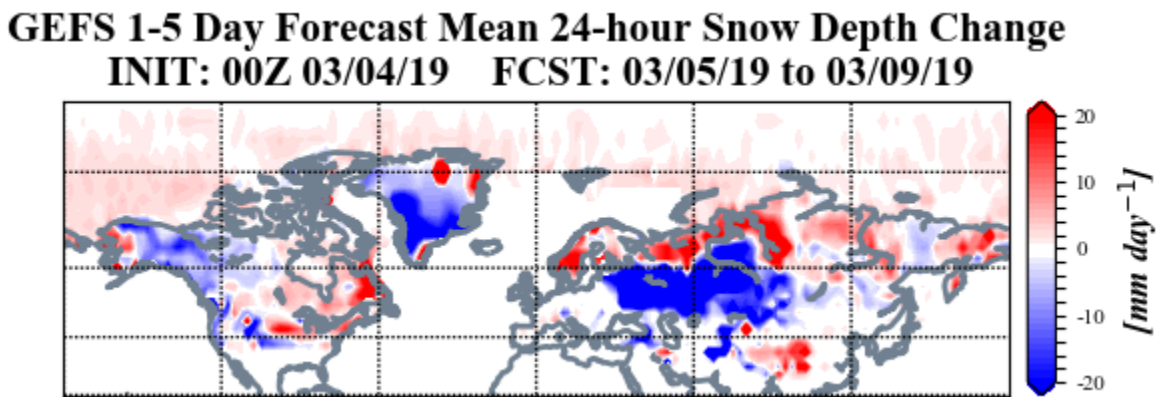 GEFS 1-5 Day Forecast Mean 24-hour Snow Depth Change
INIT: 00Z 03/04/19 FCST: 03/05/19 to 03/09/19
20
10
0
-10
-20
[mm day⁻¹]